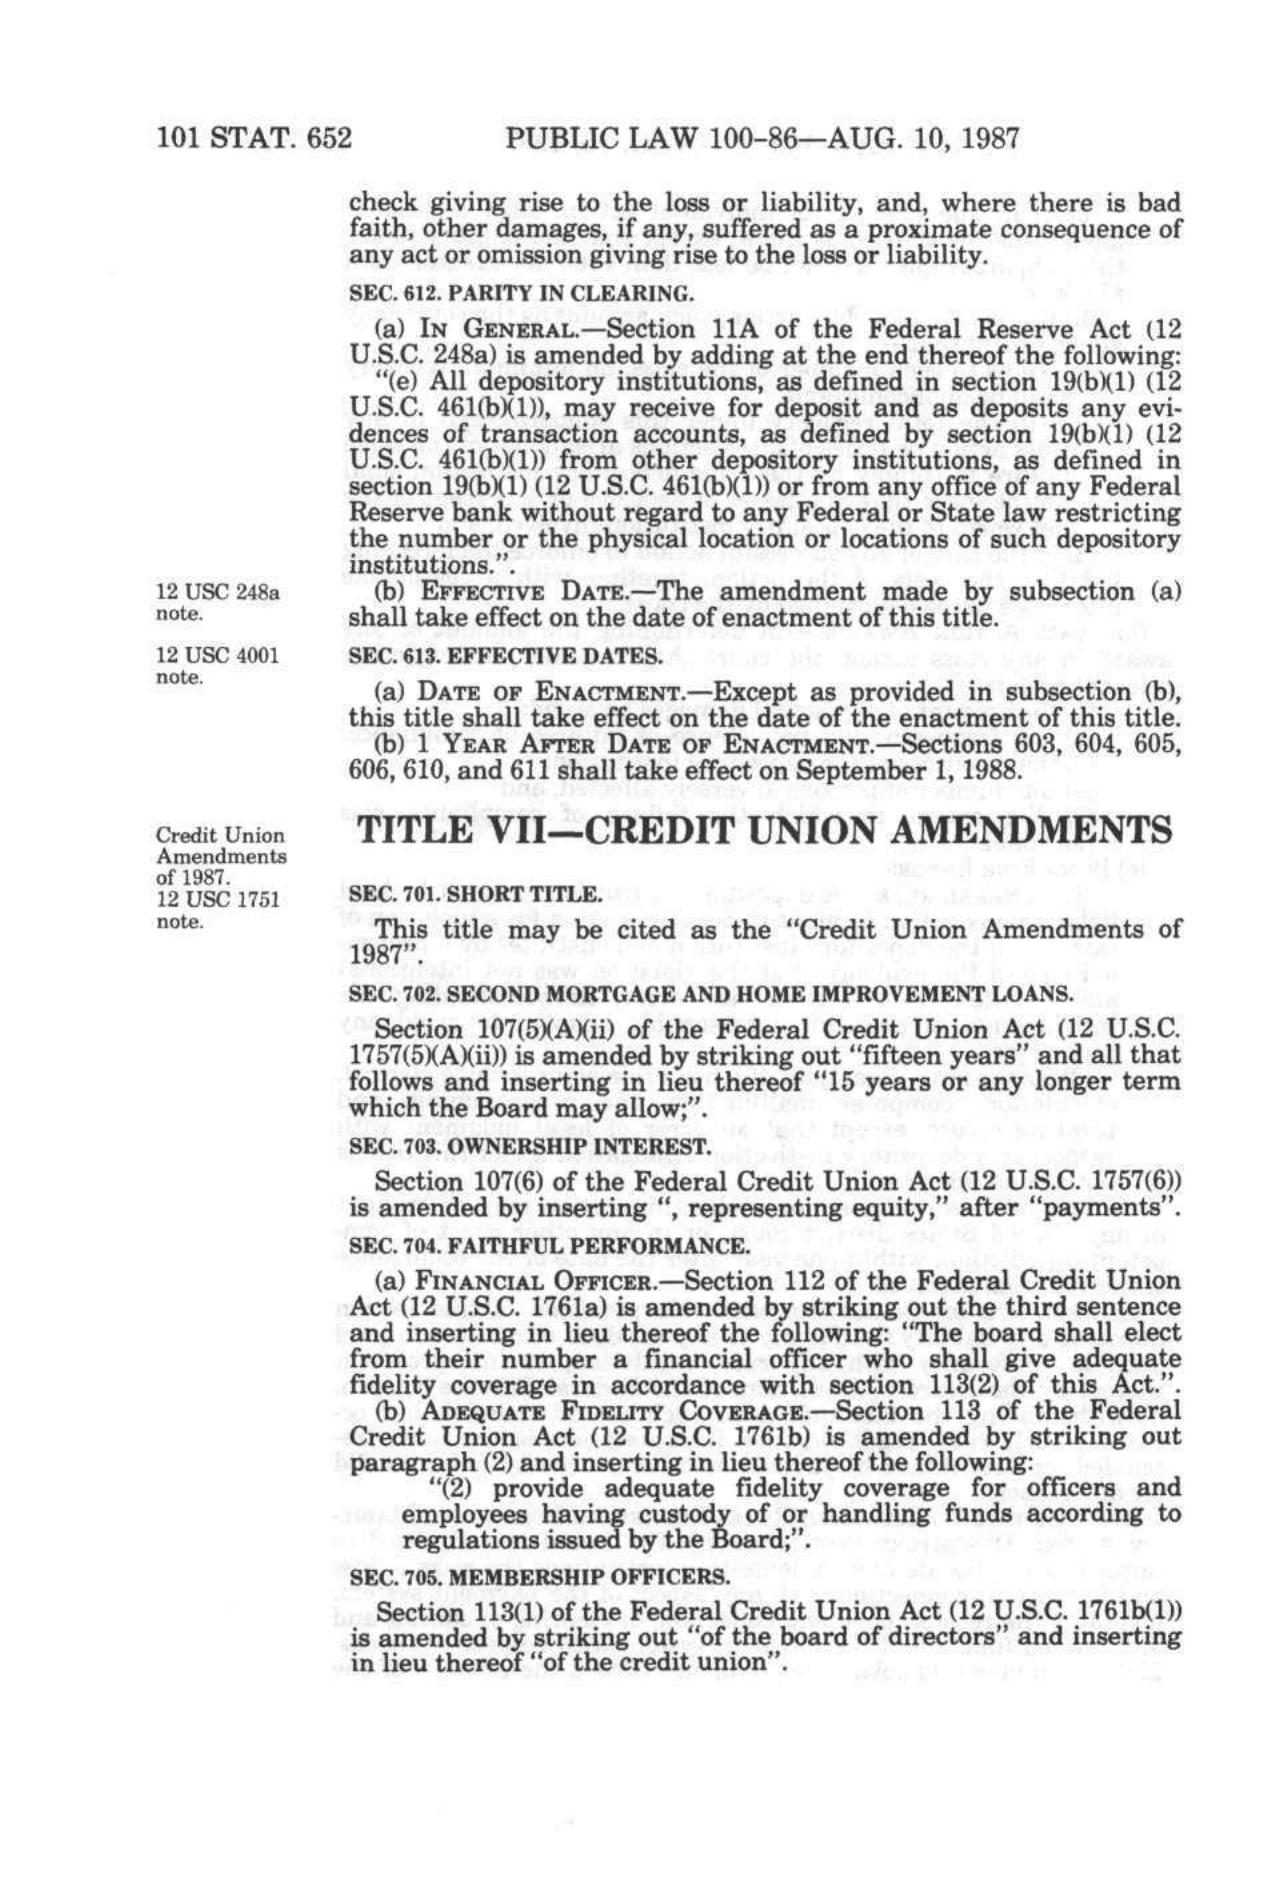 101 STAT. 652 PUBLIC LAW 100-86—AUG. 10, 1987
check giving rise to the loss or liability, and, where there is bad
faith, other damages, if any, suffered as a proximate consequence of
any act or omission giving rise to the loss or liability.
SEC. 612. PARITY IN CLEARING.
(a) IN GENERAL.—Section 11A of the Federal Reserve Act (12
U.S.C. 248a) is amended by adding at the end thereof the following:
“(e) All depository institutions, as defined in section 19(b)(1) (12
U.S.C. 461(b)(1)), may receive for deposit and as deposits any evi-
dences of transaction accounts, as defined by section 19(b)(1) (12
U.S.C. 461(b)(1)) from other depository institutions, as defined in
section 19(b)(1) (12 U.S.C. 461(b)(1)) or from any office of any Federal
Reserve bank without regard to any Federal or State law restricting
the number or the physical location or locations of such depository
institutions.”.
12 USC 248a
note.
(b) EFFECTIVE DATE.—The amendment made by subsection (a)
shall take effect on the date of enactment of this title.
12 USC 4001
note.
SEC. 613. EFFECTIVE DATES.
(a) DATE OF ENACTMENT.—Except as provided in subsection (b),
this title shall take effect on the date of the enactment of this title.
(b) 1 YEAR AFTER DATE OF ENACTMENT.—Sections 603, 604, 605,
606, 610, and 611 shall take effect on September 1, 1988.
Credit Union
Amendments
of 1987.
12 USC 1751
note.
TITLE VII—CREDIT UNION AMENDMENTS
SEC. 701. SHORT TITLE.
This title may be cited as the “Credit Union Amendments of
1987”.
SEC. 702. SECOND MORTGAGE AND HOME IMPROVEMENT LOANS.
Section 107(5)(A)(ii) of the Federal Credit Union Act (12 U.S.C.
1757(5)(A)(ii)) is amended by striking out “fifteen years” and all that
follows and inserting in lieu thereof “15 years or any longer term
which the Board may allow;”.
SEC. 703. OWNERSHIP INTEREST.
Section 107(6) of the Federal Credit Union Act (12 U.S.C. 1757(6))
is amended by inserting “, representing equity,” after “payments”.
SEC. 704. FAITHFUL PERFORMANCE.
(a) FINANCIAL OFFICER.—Section 112 of the Federal Credit Union
Act (12 U.S.C. 1761a) is amended by striking out the third sentence
and inserting in lieu thereof the following: “The board shall elect
from their number a financial officer who shall give adequate
fidelity coverage in accordance with section 113(2) of this Act.”.
(b) ADEQUATE FIDELITY COVERAGE.—Section 113 of the Federal
Credit Union Act (12 U.S.C. 1761b) is amended by striking out
paragraph (2) and inserting in lieu thereof the following:
“(2) provide adequate fidelity coverage for officers and
employees having custody of or handling funds according to
regulations issued by the Board;”.
SEC. 705. MEMBERSHIP OFFICERS.
Section 113(1) of the Federal Credit Union Act (12 U.S.C. 1761b(1))
is amended by striking out “of the board of directors” and inserting
in lieu thereof “of the credit union”.